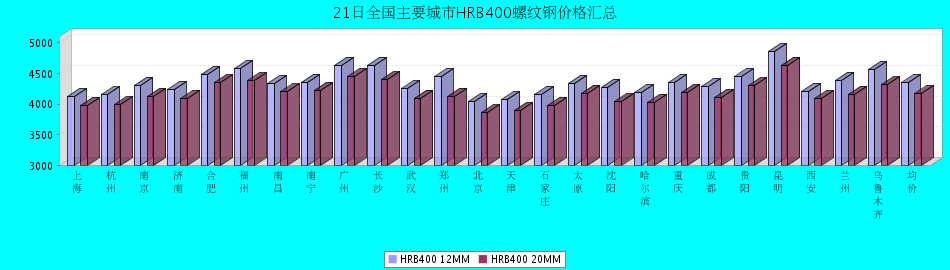 21日全国主要城市HRB400螺纹钢价格汇总
5000
4500
4000
3500
3000
上海
杭州
南京
济南
合肥
福州
南昌
南宁
广州
长沙
武汉
郑州
北京
天津
石家庄
太原
沈阳
哈尔滨
重庆
成都
贵阳
昆明
西安
兰州
乌鲁木齐
均价
HRB400 12MM HRB400 20MM